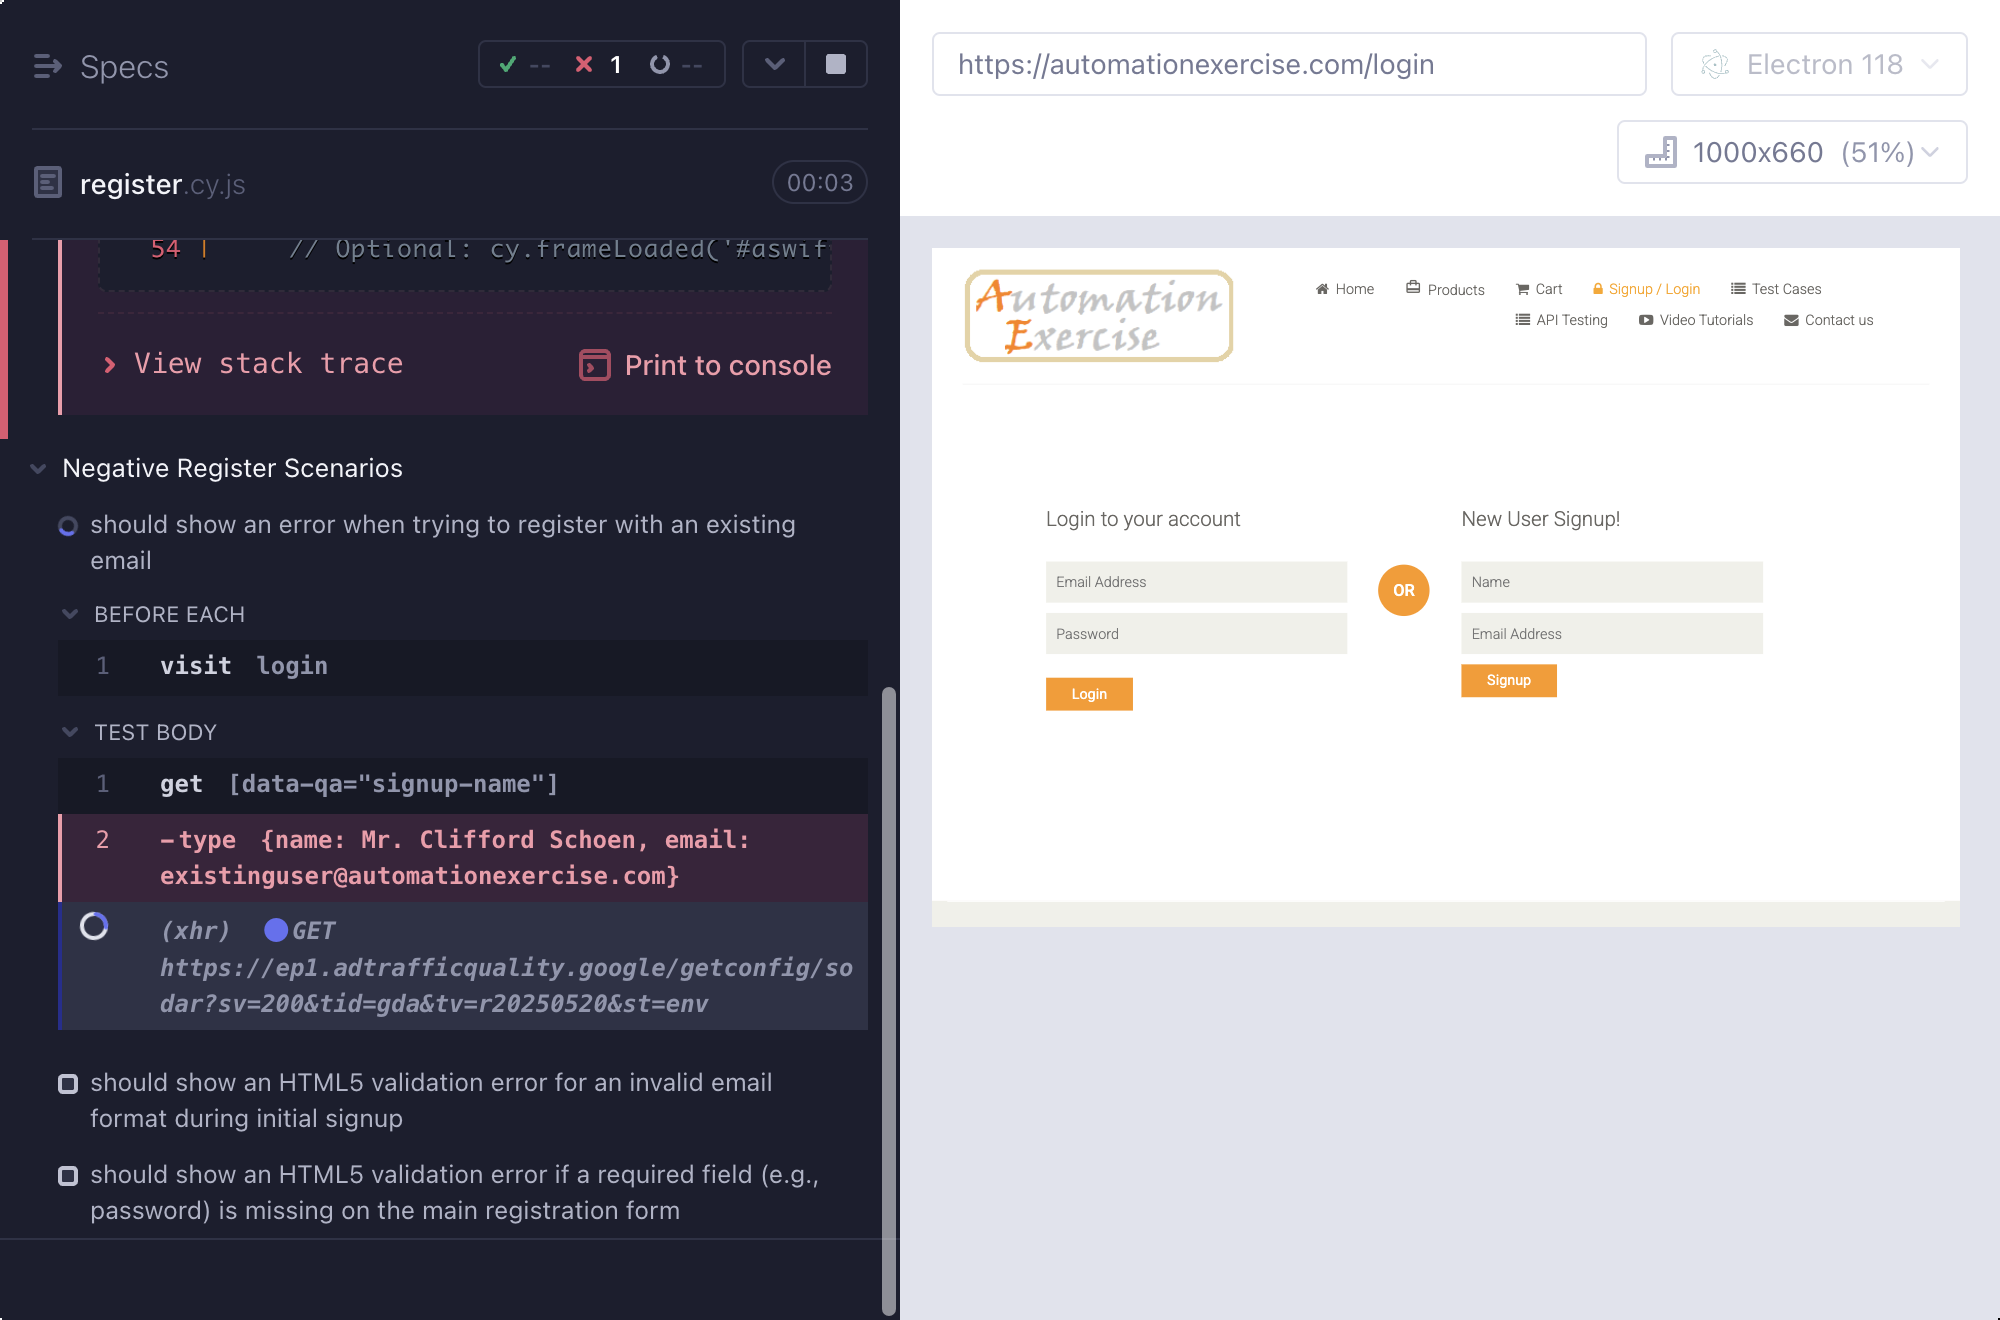 Specs
-- 1 --
register.cy.js
00:03
54 | // Optional: cy.frameLoaded('#aswif
View stack trace
Print to console
Negative Register Scenarios
should show an error when trying to register with an existing
email
BEFORE EACH
1 visit login
TEST BODY
1 get [data-qa="signup-name"]
2 -type {name: Mr. Clifford Schoen, email:
existinguser@automationexercise.com}
(xhr) GET
https://ep1.adtrafficquality.google/getconfig/so
dar?sv=200&tid=gda&tv=r20250520&st=env
should show an HTML5 validation error for an invalid email
format during initial signup
should show an HTML5 validation error if a required field (e.g.,
password) is missing on the main registration form
https://automationexercise.com/login
Electron 118
1000x660 (51%)
Automation
Exercise
Home Products Cart Signup / Login Test Cases
API Testing Video Tutorials Contact us
Login to your account
Email Address
Password
Login
OR
New User Signup!
Name
Email Address
Signup